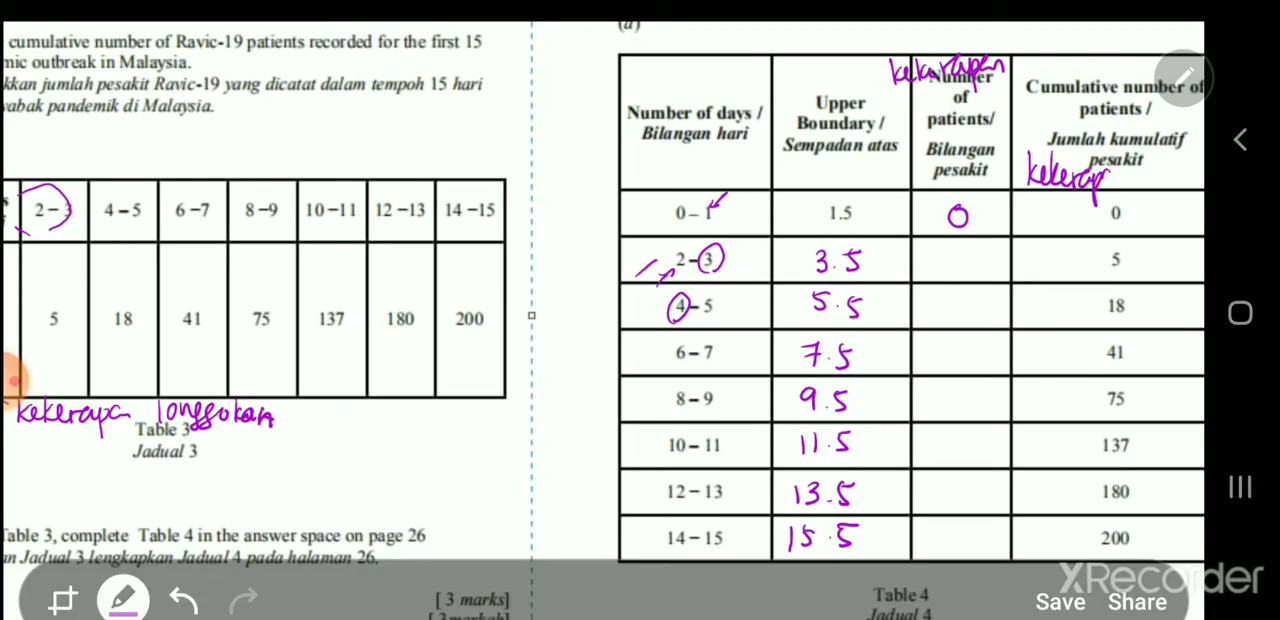 cumulative number of Ravic-19 patients recorded for the first 15
mic outbreak in Malaysia.
kkan jumlah pesakit Ravic-19 yang dicatat dalam tempoh 15 hari
wabak pandemik di Malaysia.
2 – 3 4 – 5 6 –7 8 –9 10 –11 12 –13 14 –15
5 18 41 75 137 180 200
kekerapan longgokan
Table 3
Jadual 3
Table 3, complete Table 4 in the answer space on page 26
an Jadual 3 lengkapkan Jadual 4 pada halaman 26.
[ 3 marks]
(a)
kekerapan
Number of days /
Bilangan hari
Upper
Boundary /
Sempadan atas
Number
of
patients/
Bilangan
pesakit
Cumulative number of
patients /
Jumlah kumulatif
pesakit
kekerap
0 – 1 1.5 0 0
2 – 3 3.5 5
4 – 5 5.5 18
6 – 7 7.5 41
8 – 9 9.5 75
10 – 11 11.5 137
12 – 13 13.5 180
14 – 15 15.5 200
Table 4
Jadual 4
XRecorder
Save Share